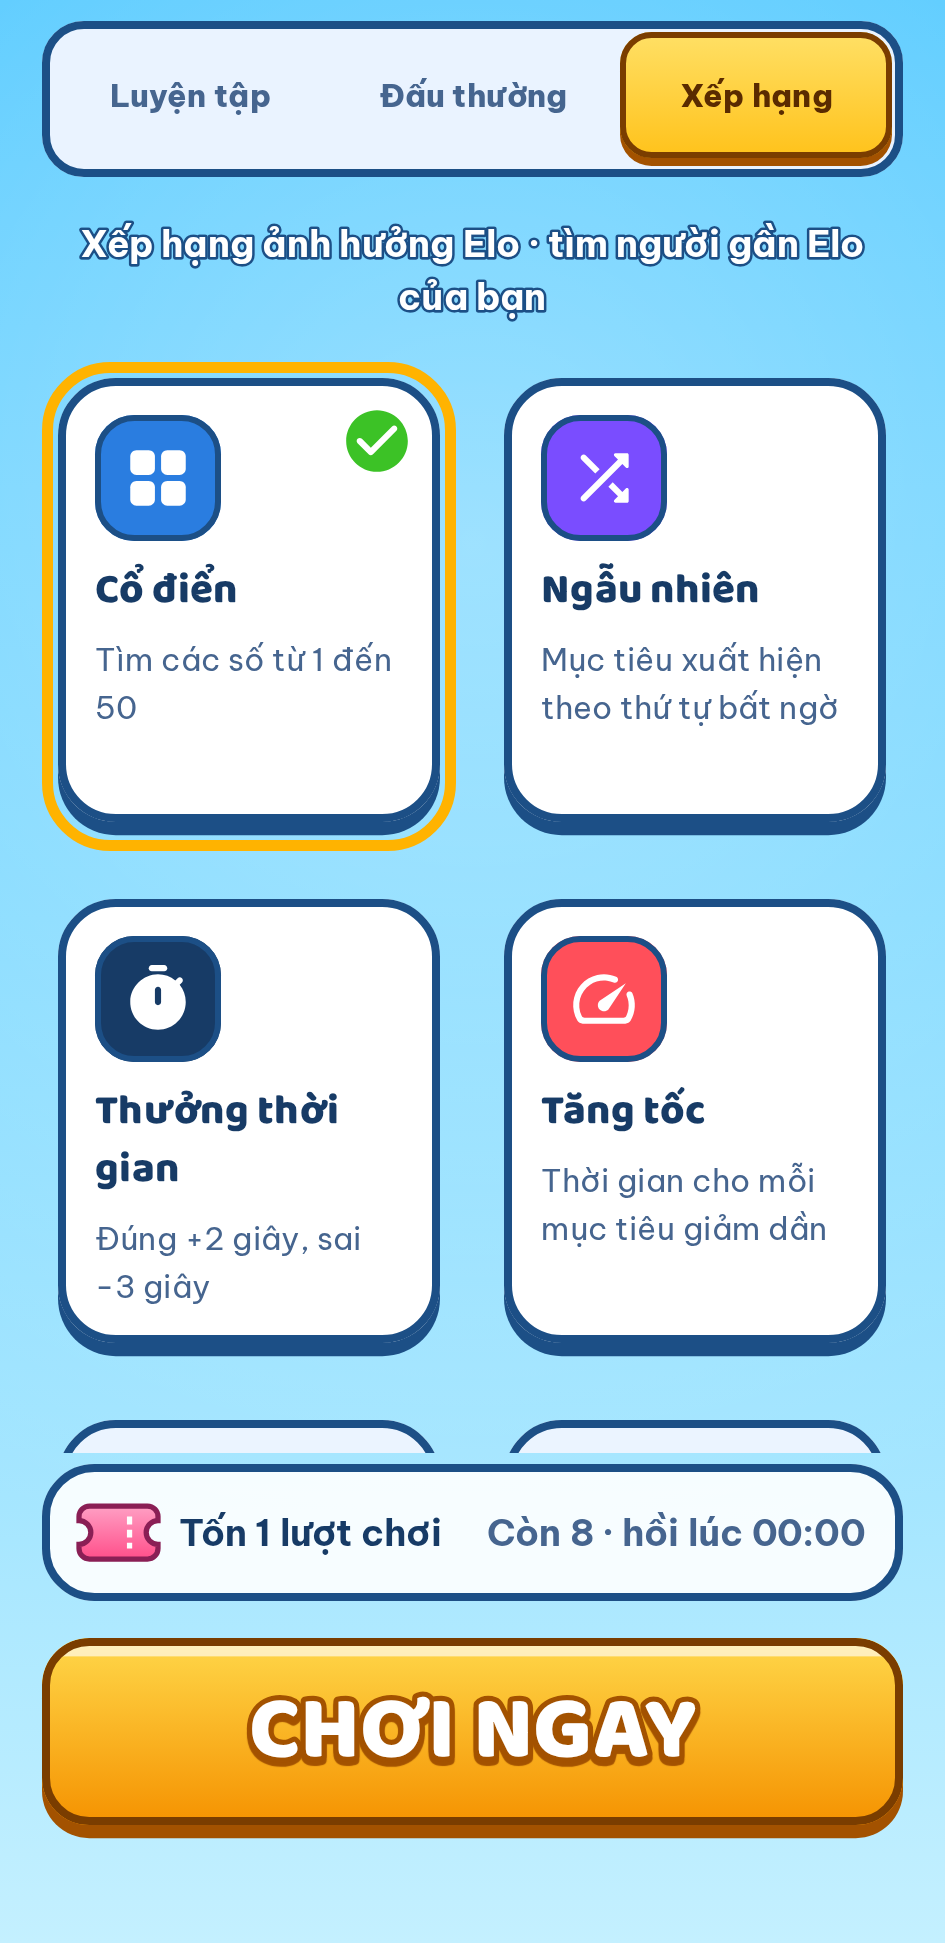 Luyện tập
Đấu thường
Xếp hạng
Xếp hạng ảnh hưởng Elo · tìm người gần Elo
của bạn
Cổ điển
Tìm các số từ 1 đến
50
Ngẫu nhiên
Mục tiêu xuất hiện
theo thứ tự bất ngờ
Thưởng thời
gian
Đúng +2 giây, sai
−3 giây
Tăng tốc
Thời gian cho mỗi
mục tiêu giảm dần
Tốn 1 lượt chơi
Còn 8 · hồi lúc 00:00
CHƠI NGAY